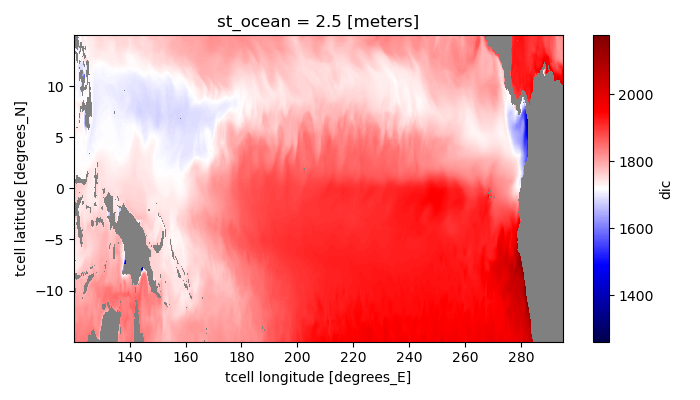 st_ocean = 2.5 [meters]
tcell latitude [degrees_N]
10
5
0
−5
−10
140 160 180 200 220 240 260 280
tcell longitude [degrees_E]
2000
1800
1600
1400
dic